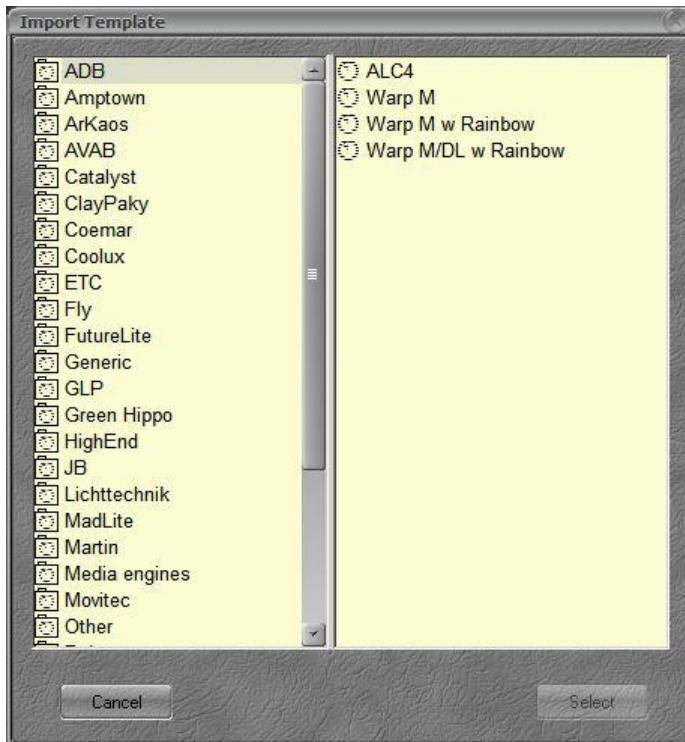 Import Template
ADB
Amptown
ArKaos
AVAB
Catalyst
ClayPaky
Coemar
Coolux
ETC
Fly
FutureLite
Generic
GLP
Green Hippo
HighEnd
JB
Lichttechnik
MadLite
Martin
Media engines
Movitec
Other
ALC4
Warp M
Warp M w Rainbow
Warp M/DL w Rainbow
Cancel
Select